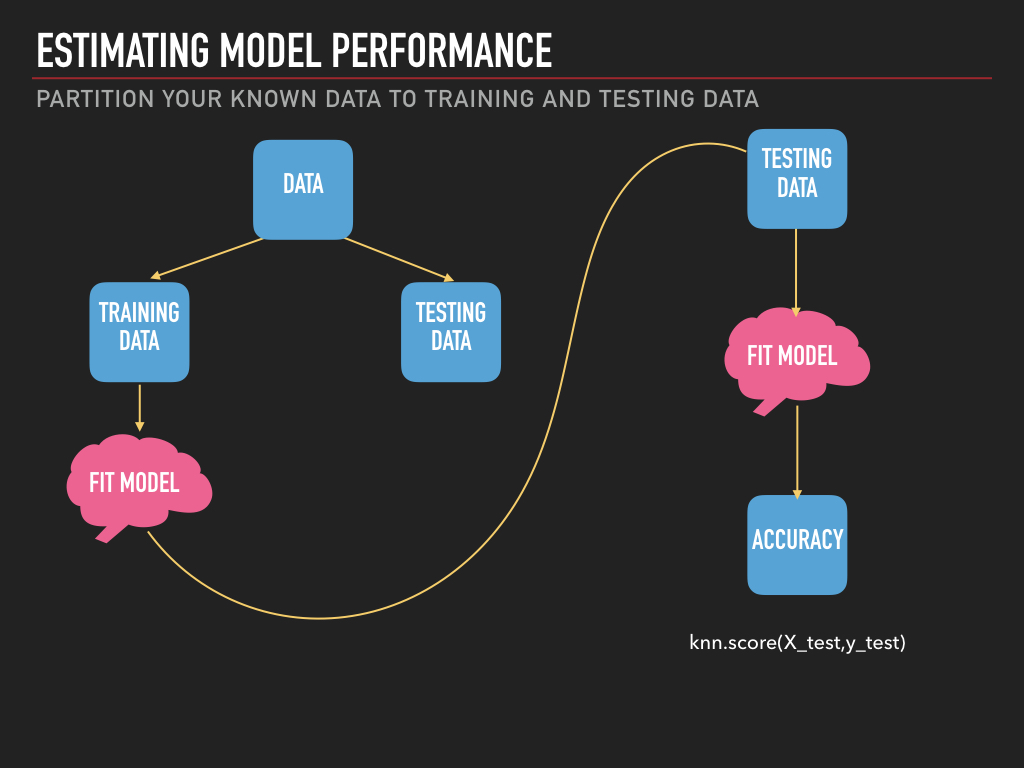 ESTIMATING MODEL PERFORMANCE
PARTITION YOUR KNOWN DATA TO TRAINING AND TESTING DATA
DATA
TRAINING
DATA
TESTING
DATA
FIT MODEL
TESTING
DATA
FIT MODEL
ACCURACY
knn.score(X_test,y_test)